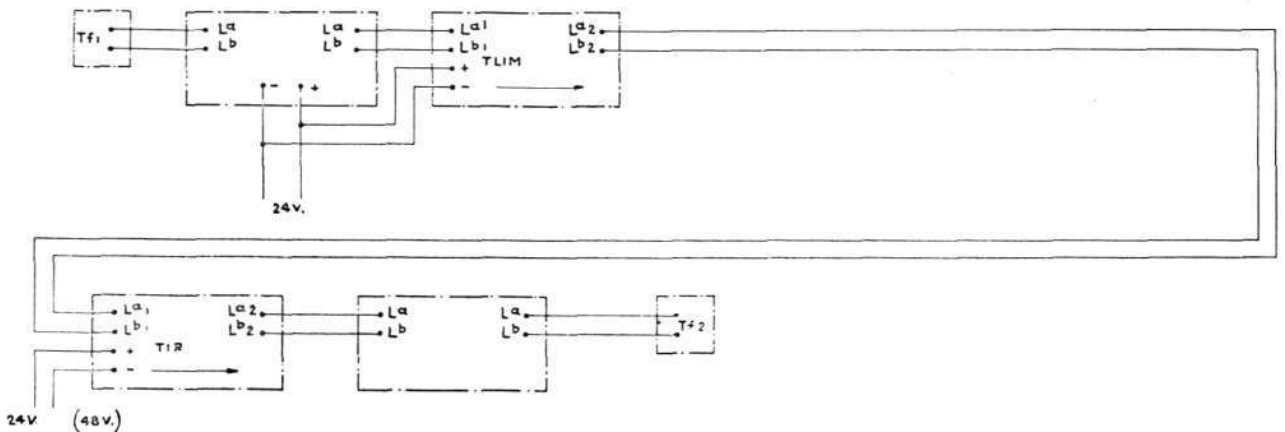 Tf1
La La
Lb Lb
- +
24V.
La1 La2
Lb1 Lb2
+ TLIM
-
La1 La2
Lb1 Lb2
+ TIR
-
24V. (48V.)
La La
Lb Lb
Tf2